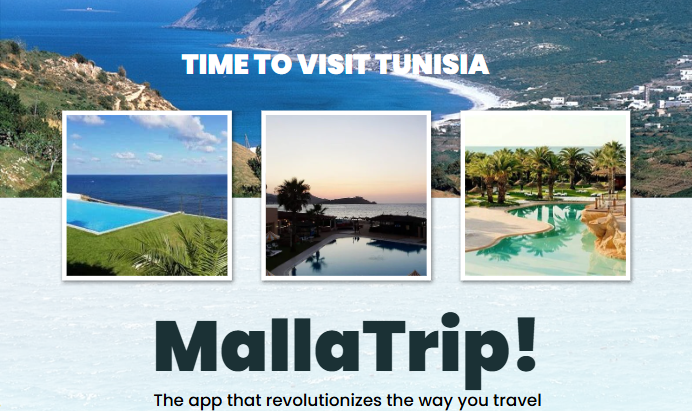 TIME TO VISIT TUNISIA
MallaTrip!
The app that revolutionizes the way you travel